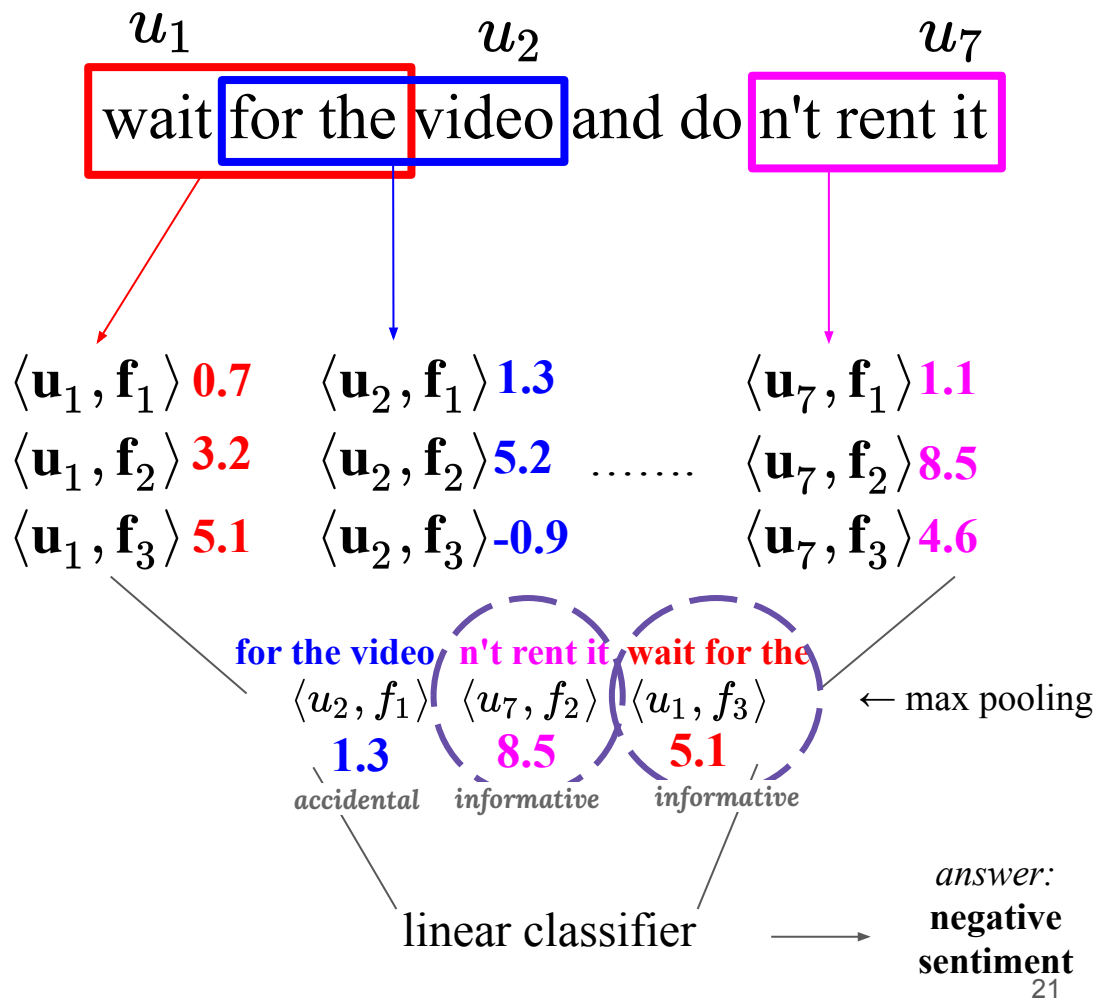 u1 u2 u7
wait for the video and do n't rent it
⟨u1, f1⟩ 0.7 ⟨u2, f1⟩ 1.3 ⟨u7, f1⟩ 1.1
⟨u1, f2⟩ 3.2 ⟨u2, f2⟩ 5.2 ....... ⟨u7, f2⟩ 8.5
⟨u1, f3⟩ 5.1 ⟨u2, f3⟩ -0.9 ⟨u7, f3⟩ 4.6
for the video n't rent it wait for the
⟨u2, f1⟩ ⟨u7, f2⟩ ⟨u1, f3⟩ ← max pooling
1.3 8.5 5.1
accidental informative informative
linear classifier
answer:
negative
sentiment
21